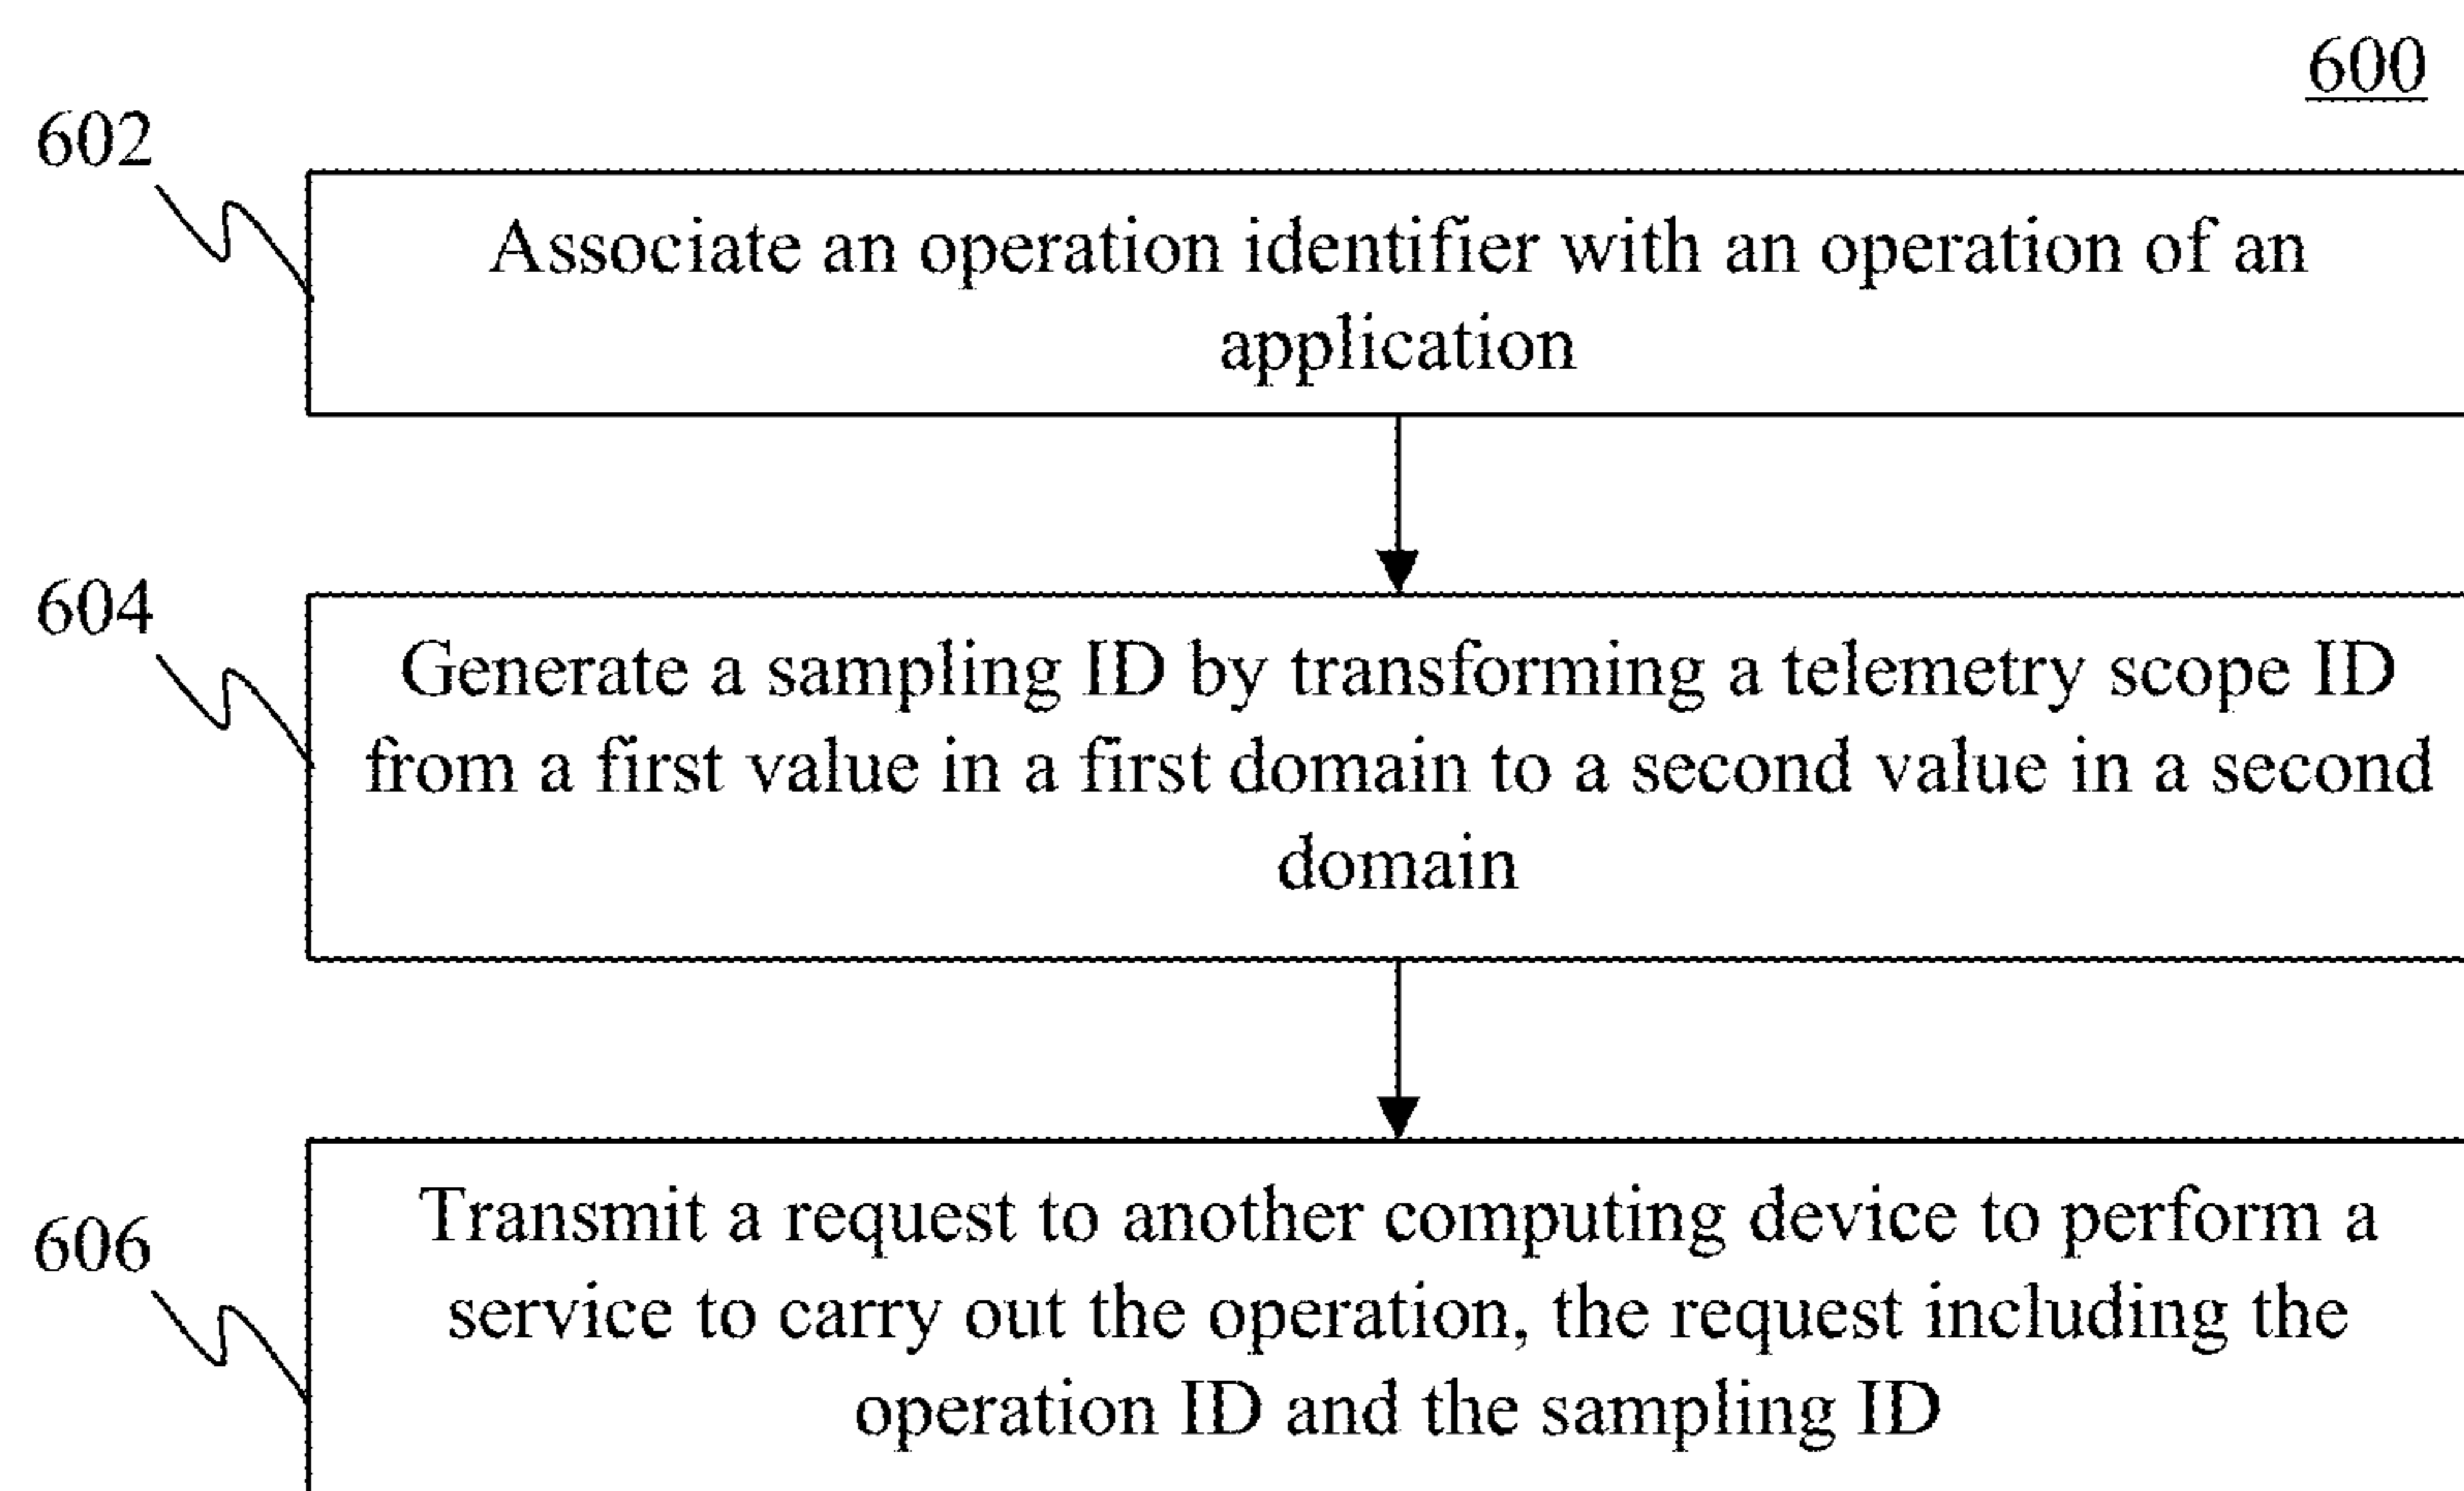 600
602
Associate an operation identifier with an operation of an
application
604
Generate a sampling ID by transforming a telemetry scope ID
from a first value in a first domain to a second value in a second
domain
606
Transmit a request to another computing device to perform a
service to carry out the operation, the request including the
operation ID and the sampling ID